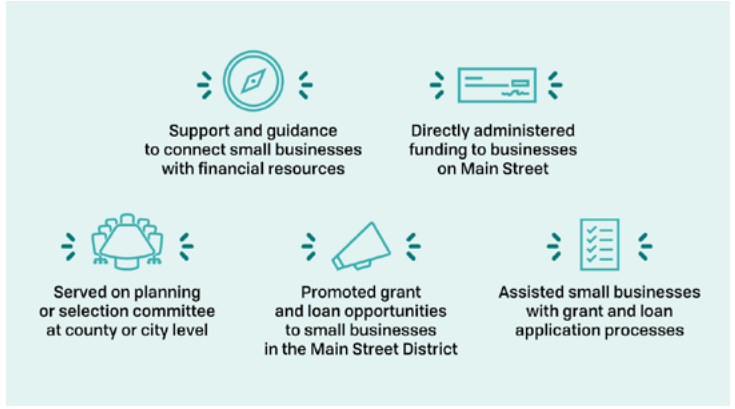 Support and guidance
to connect small businesses
with financial resources
Directly administered
funding to businesses
on Main Street
Served on planning
or selection committee
at county or city level
Promoted grant
and loan opportunities
to small businesses
in the Main Street District
Assisted small businesses
with grant and loan
application processes